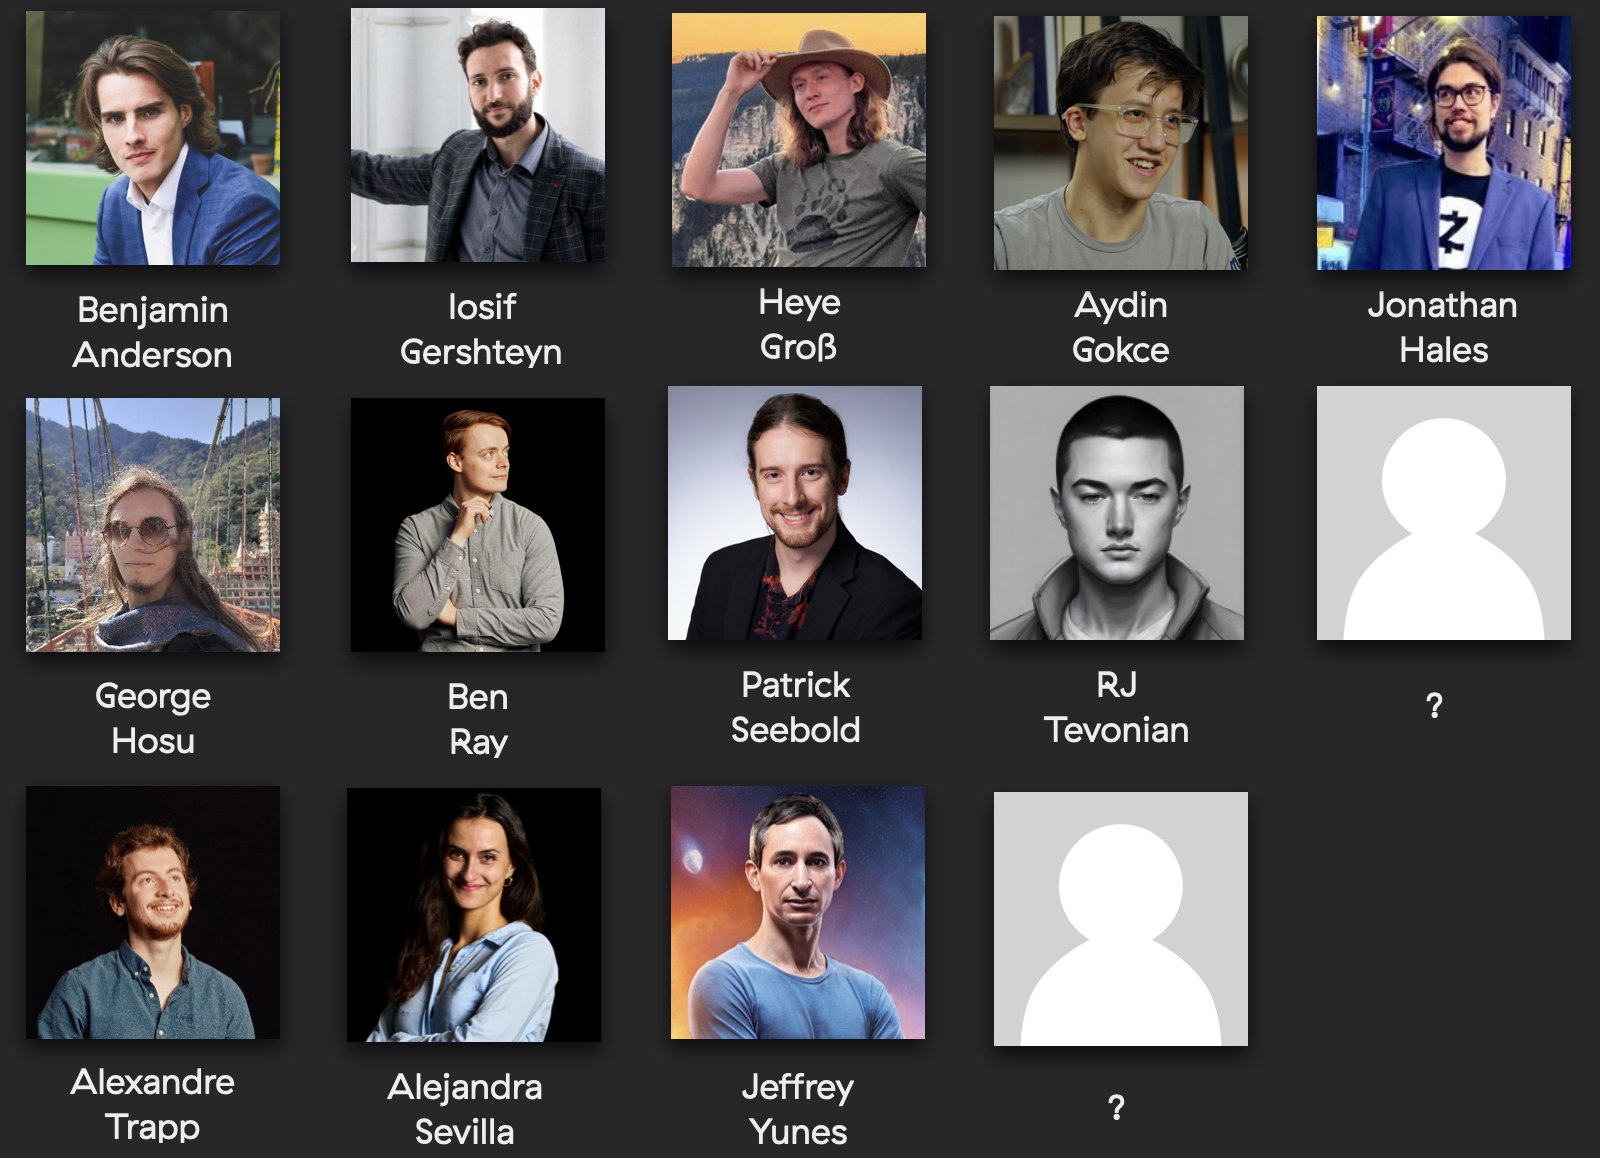 Benjamin
Anderson
Iosif
Gershteyn
Heye
Groß
Aydin
Gokce
Jonathan
Hales
George
Hosu
Ben
Ray
Patrick
Seebold
RJ
Tevonian
?
Alexandre
Trapp
Alejandra
Sevilla
Jeffrey
Yunes
?